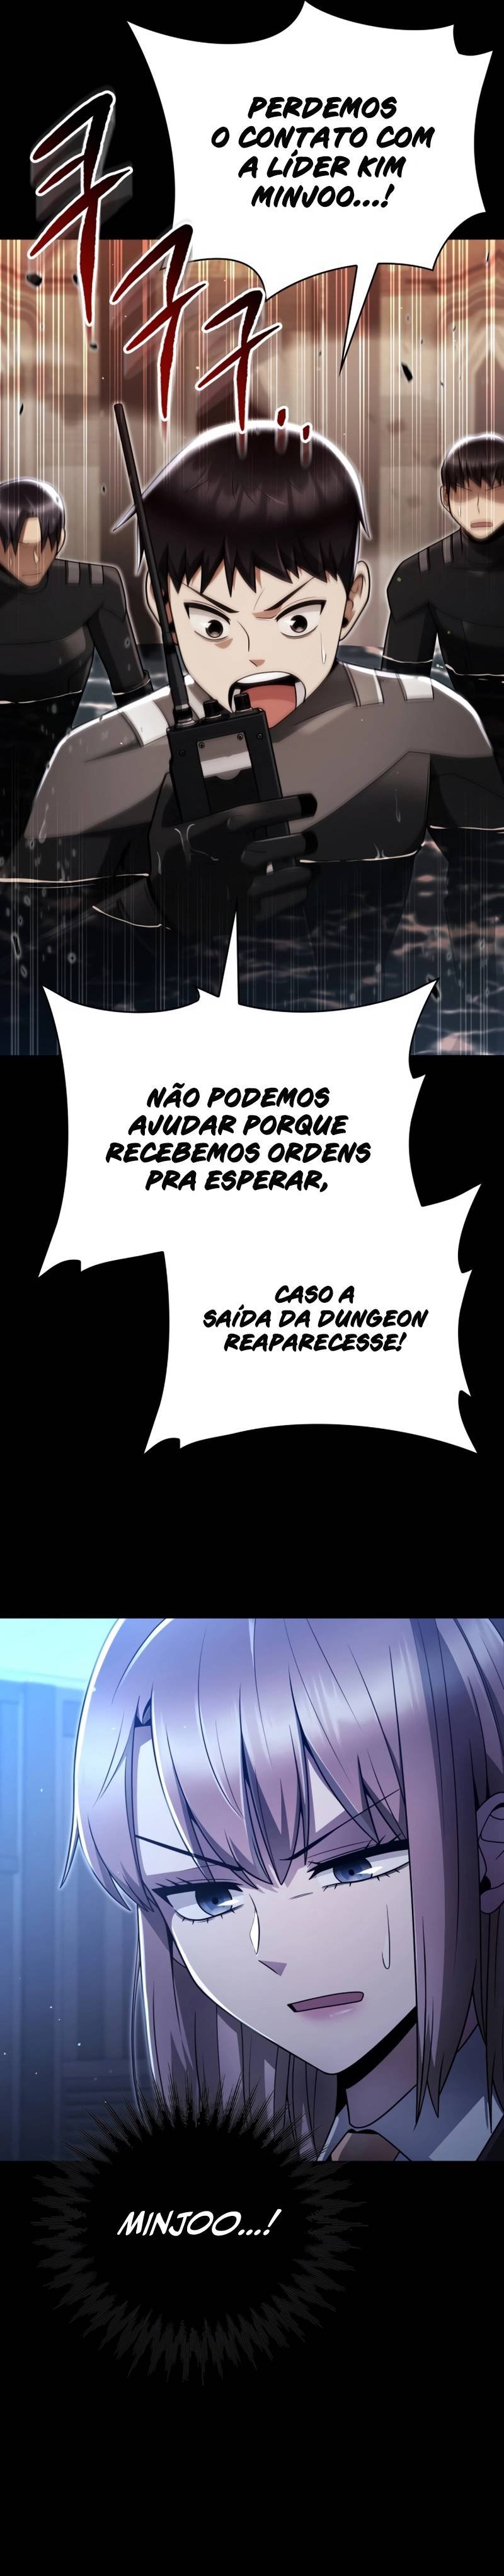 PERDEMOS
O CONTATO COM
A LÍDER KIM
MINJOO...!
NÃO PODEMOS
AJUDAR PORQUE
RECEBEMOS ORDENS
PRA ESPERAR,
CASO A
SAÍDA DA DUNGEON
REAPARECESSE!
MINJOO...!